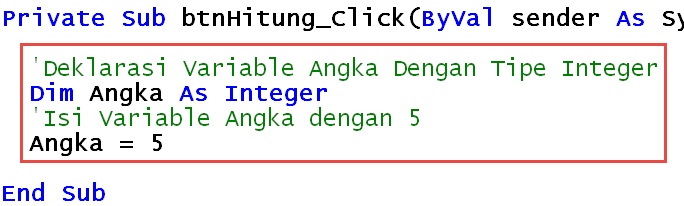 Private Sub btnHitung_Click(ByVal sender As Sy
'Deklarasi Variable Angka Dengan Tipe Integer
Dim Angka As Integer
'Isi Variable Angka dengan 5
Angka = 5
End Sub